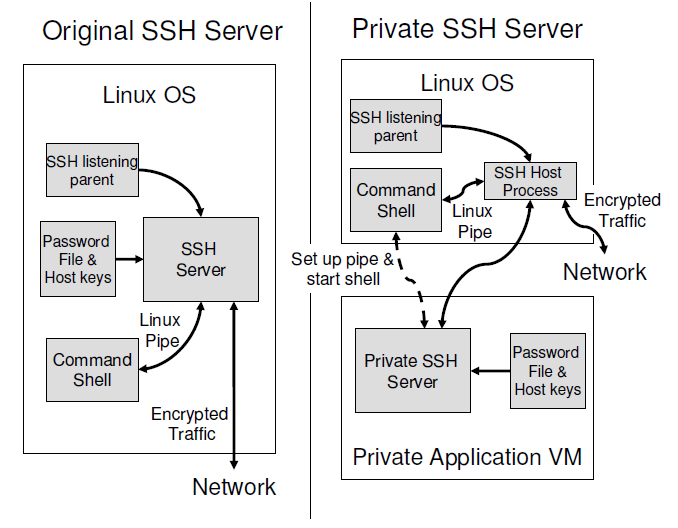 Original SSH Server
Linux OS
SSH listening
parent
Password
File &
Host keys
SSH
Server
Linux
Pipe
Command
Shell
Encrypted
Traffic
Network
Private SSH Server
Linux OS
SSH listening
parent
SSH Host
Process
Command
Shell
Linux
Pipe
Encrypted
Traffic
Network
Set up pipe &
start shell
Private SSH
Server
Password
File &
Host keys
Private Application VM